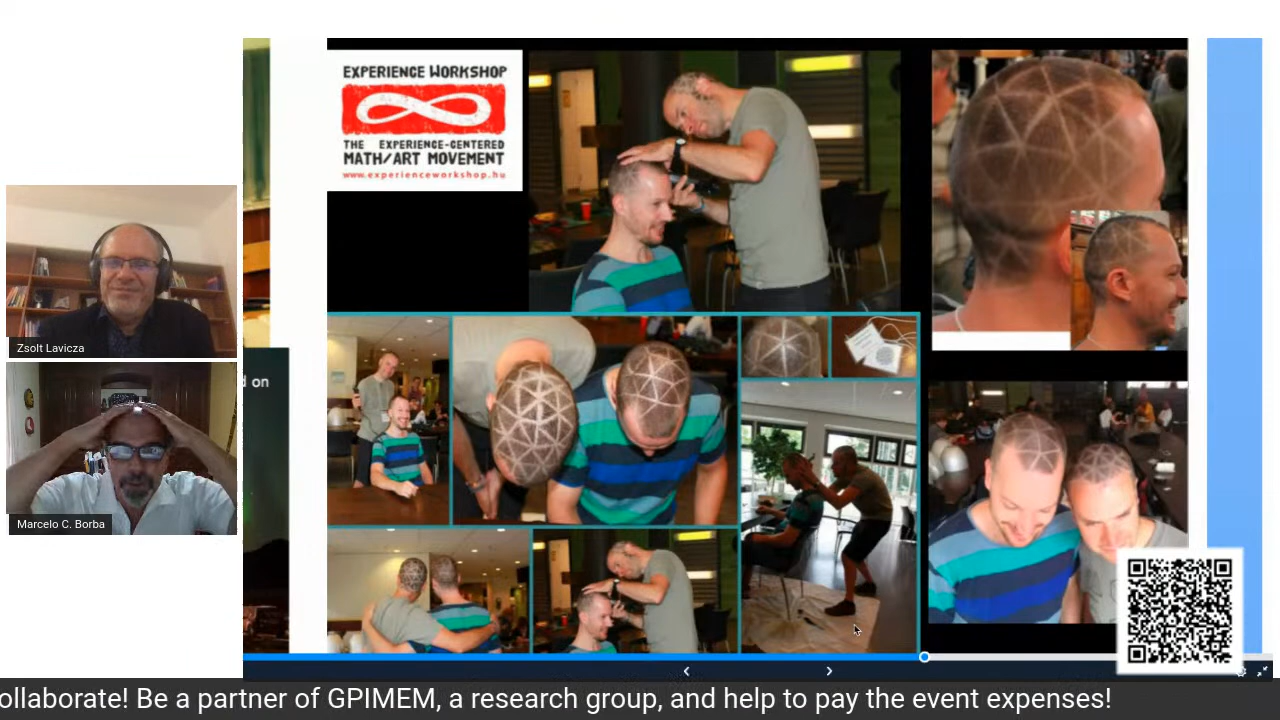 EXPERIENCE WORKSHOP
THE EXPERIENCE-CENTERED
MATH/ART MOVEMENT
www.experienceworkshop.hu
Zsolt Lavicza
Marcelo C. Borba
on
ollaborate! Be a partner of GPIMEM, a research group, and help to pay the event expenses!